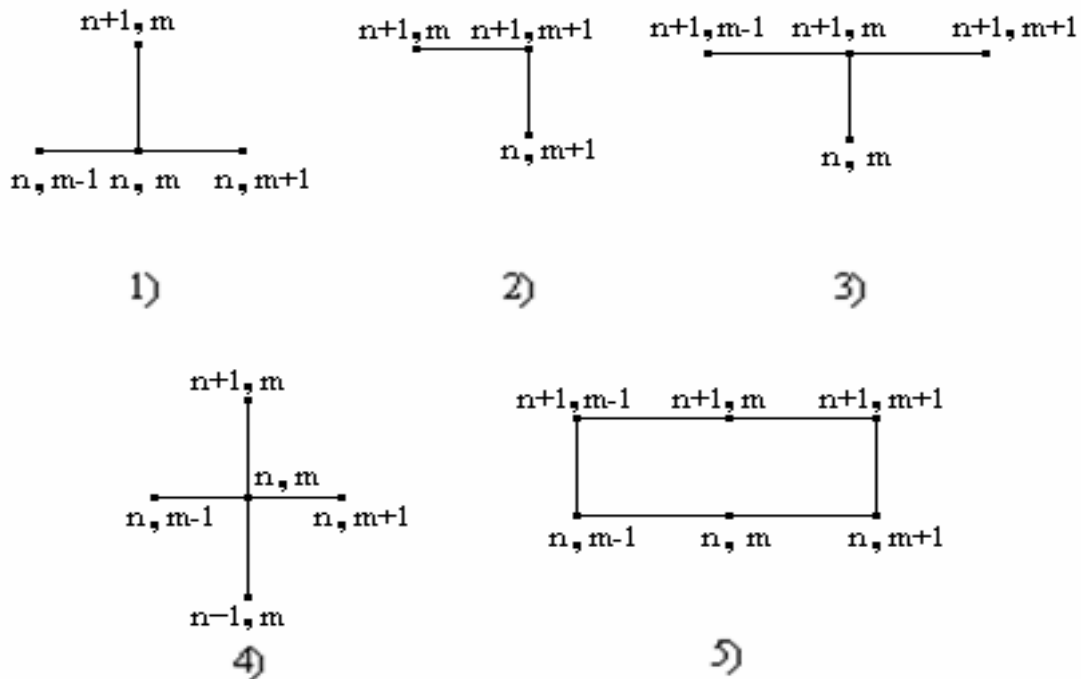 n+1, m
n, m-1 n, m n, m+1
1)
n+1, m n+1, m+1
n, m+1
2)
n+1, m-1 n+1, m n+1, m+1
n, m
3)
n+1, m
n, m
n, m-1 n, m+1
n-1, m
4)
n+1, m-1 n+1, m n+1, m+1
n, m-1 n, m n, m+1
5)